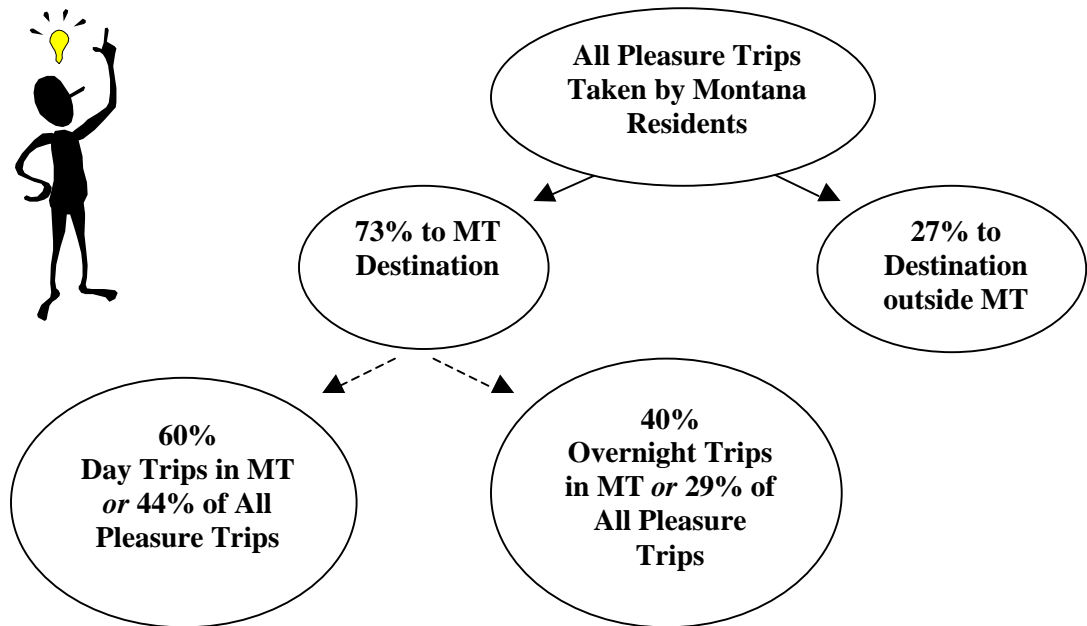 All Pleasure Trips
Taken by Montana
Residents
73% to MT
Destination
27% to
Destination
outside MT
60%
Day Trips in MT
or 44% of All
Pleasure Trips
40%
Overnight Trips
in MT or 29% of
All Pleasure
Trips